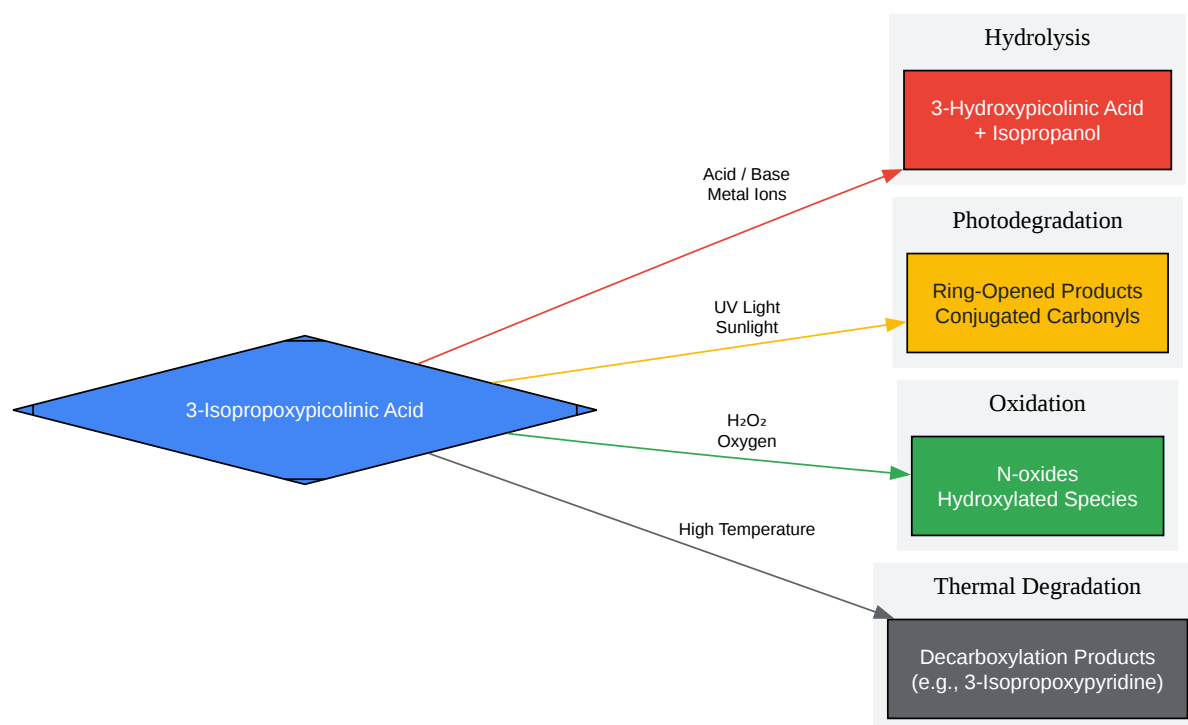 Hydrolysis
3-Hydroxypicolinic Acid
+ Isopropanol
Acid / Base
Metal Ions
Photodegradation
Ring-Opened Products
Conjugated Carbonyls
UV Light
Sunlight
3-Isopropoxypicolinic Acid
Oxidation
H₂O₂
Oxygen
N-oxides
Hydroxylated Species
High Temperature
Thermal Degradation
Decarboxylation Products
(e.g., 3-Isopropoxypyridine)